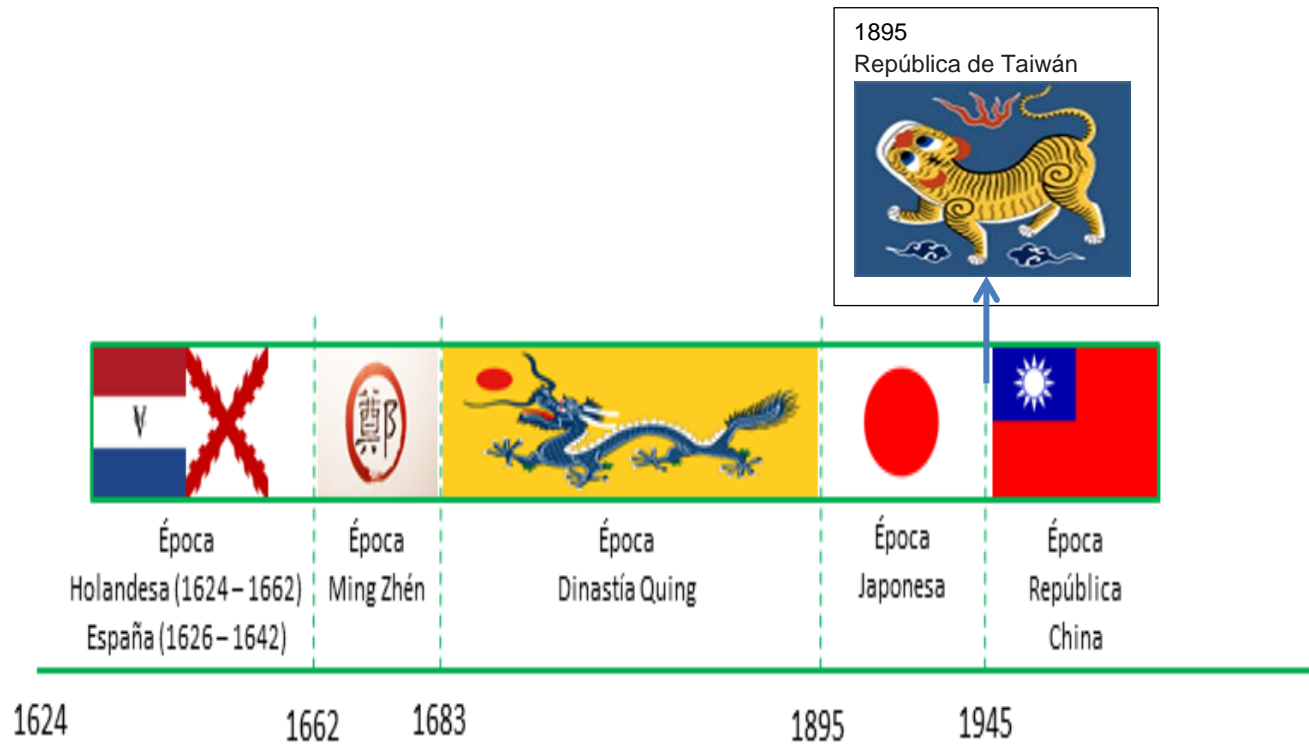 1895
República de Taiwán
V
鄭
Época
Holandesa (1624 – 1662)
España (1626 – 1642)
Época
Ming Zhén
Época
Dinastía Quing
Época
Japonesa
Época
República
China
1624
1662
1683
1895
1945